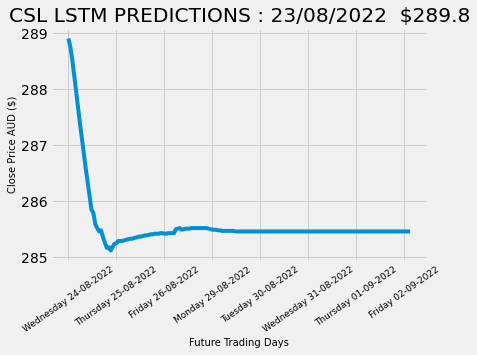 CSL LSTM PREDICTIONS : 23/08/2022 $289.8
289
288
287
286
285
Close Price AUD ($)
Wednesday 24-08-2022
Thursday 25-08-2022
Friday 26-08-2022
Monday 29-08-2022
Tuesday 30-08-2022
Wednesday 31-08-2022
Thursday 01-09-2022
Friday 02-09-2022
Future Trading Days